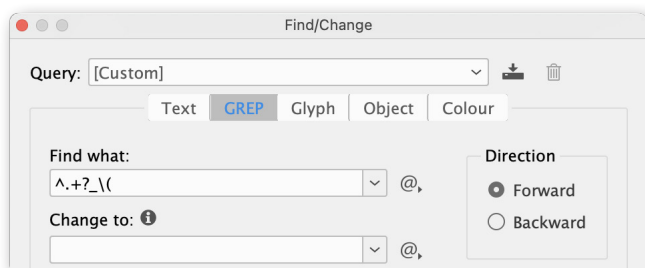 Find/Change
Query: [Custom]
Text GREP Glyph Object Colour
Find what:
^.+?_\(
Change to:
Direction
Forward
Backward